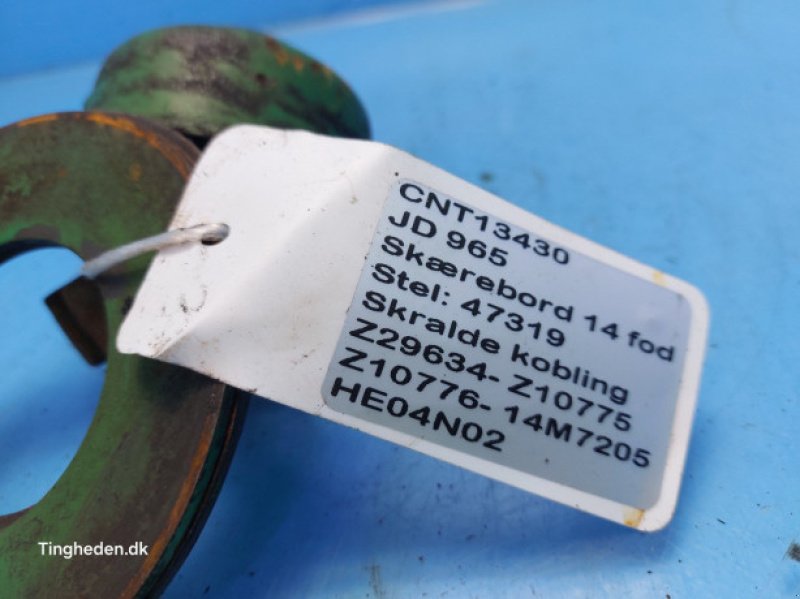 CNT13430
JD 965
Skærebord 14 fod
Stel: 47319
Skralde kobling
Z29634- Z10775
Z10776- 14M7205
HE04N02
Tingheden.dk